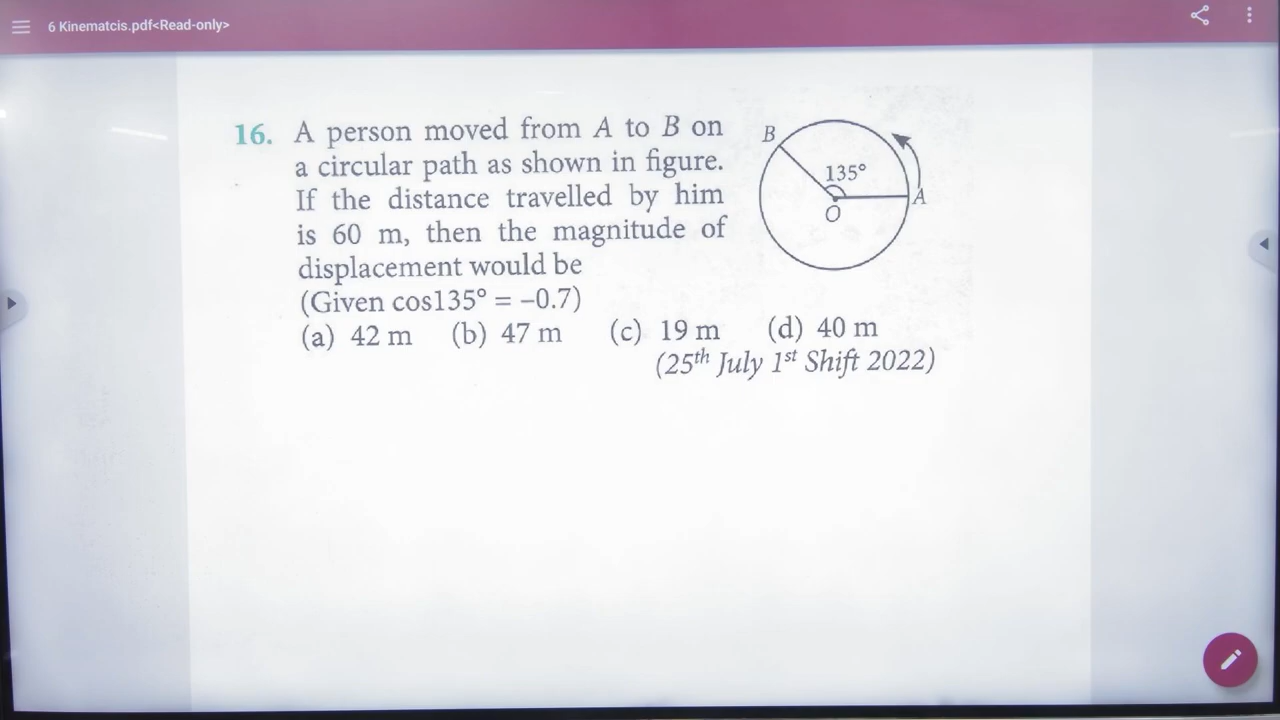 6 Kinematcis.pdf<Read-only>
16. A person moved from A to B on
a circular path as shown in figure.
If the distance travelled by him
is 60 m, then the magnitude of
displacement would be
(Given cos135° = –0.7)
(a) 42 m (b) 47 m (c) 19 m (d) 40 m
(25th July 1st Shift 2022)
B
135°
A
O